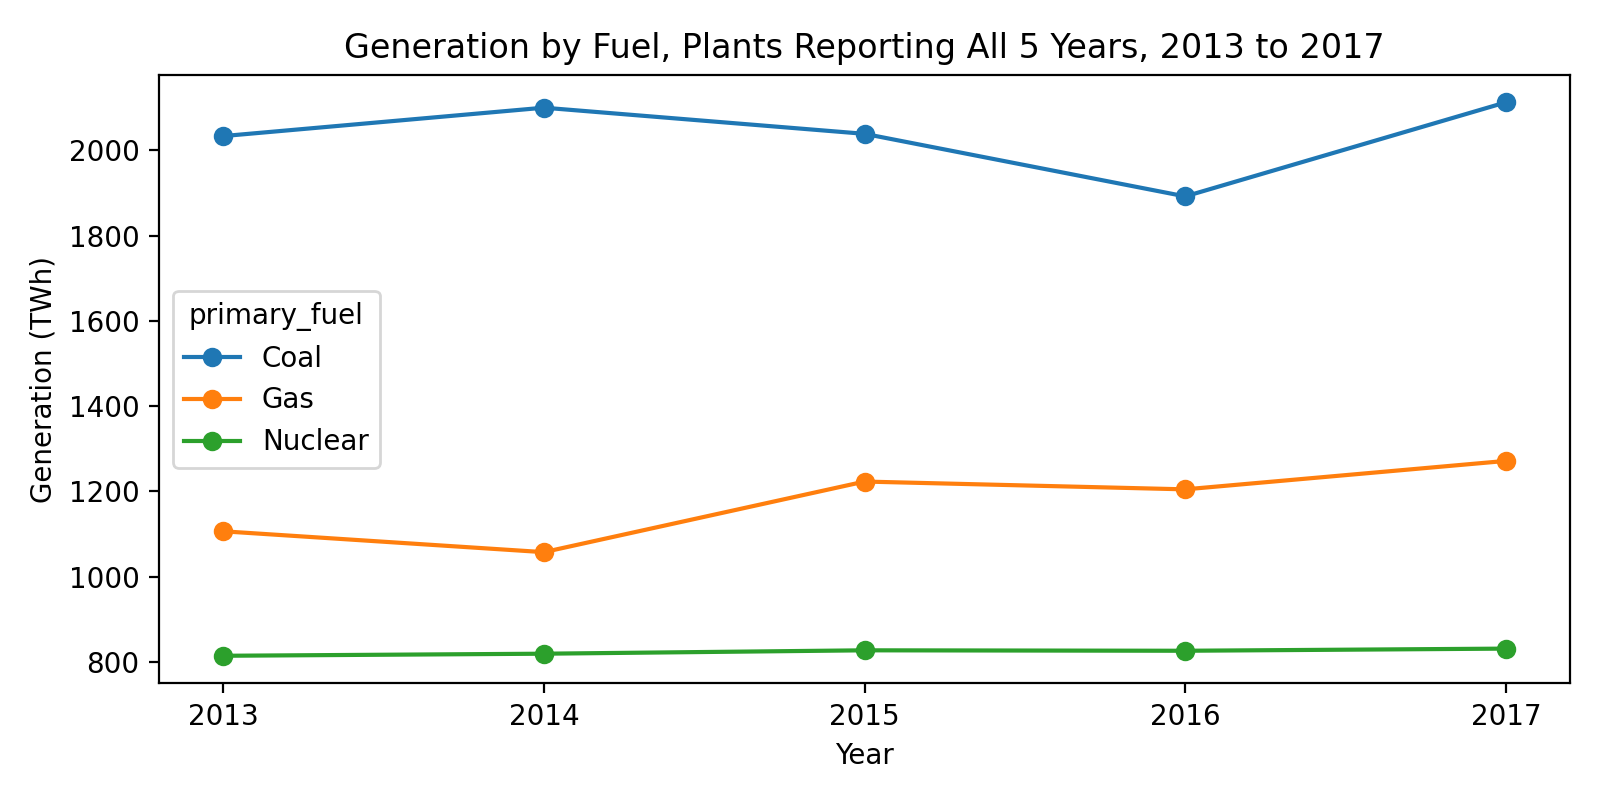 Generation by Fuel, Plants Reporting All 5 Years, 2013 to 2017
Generation (TWh)
2000
1800
1600
1400
1200
1000
800
primary_fuel
Coal
Gas
Nuclear
2013 2014 2015 2016 2017
Year